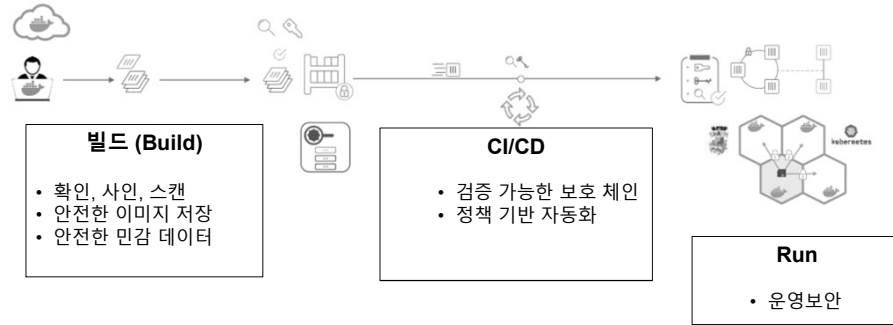 빌드 (Build)
• 확인, 사인, 스캔
• 안전한 이미지 저장
• 안전한 민감 데이터
CI/CD
• 검증 가능한 보호 체인
• 정책 기반 자동화
kubernetes
Run
• 운영보안